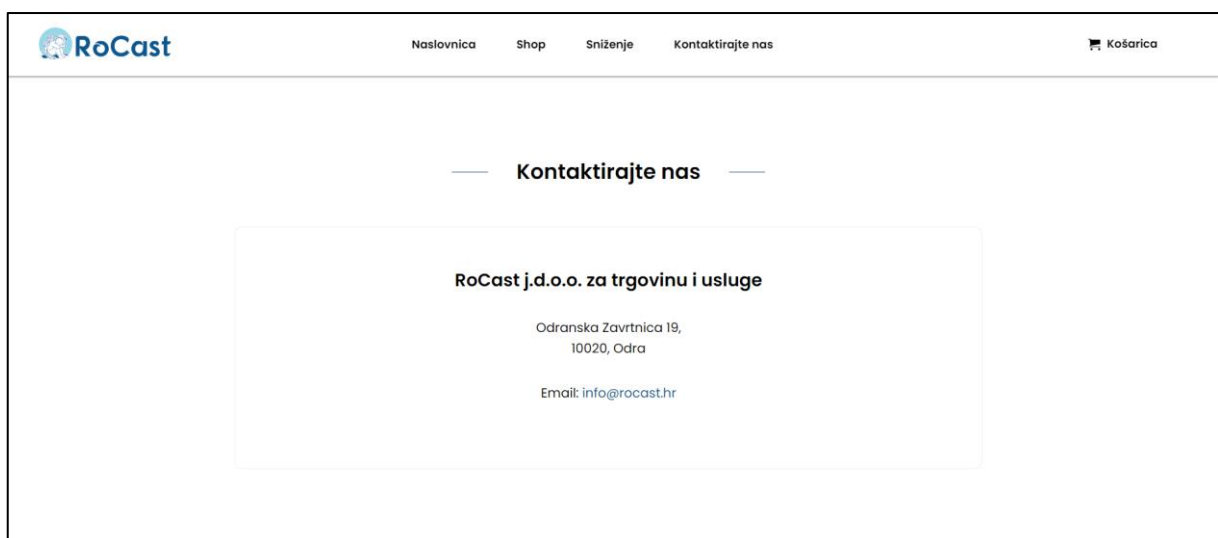 RoCast
Naslovnica Shop Sniženje Kontaktirajte nas Košarica
Kontaktirajte nas
RoCast j.d.o.o. za trgovinu i usluge
Odranska Zavrtnica 19,
10020, Odra
Email: info@rocast.hr